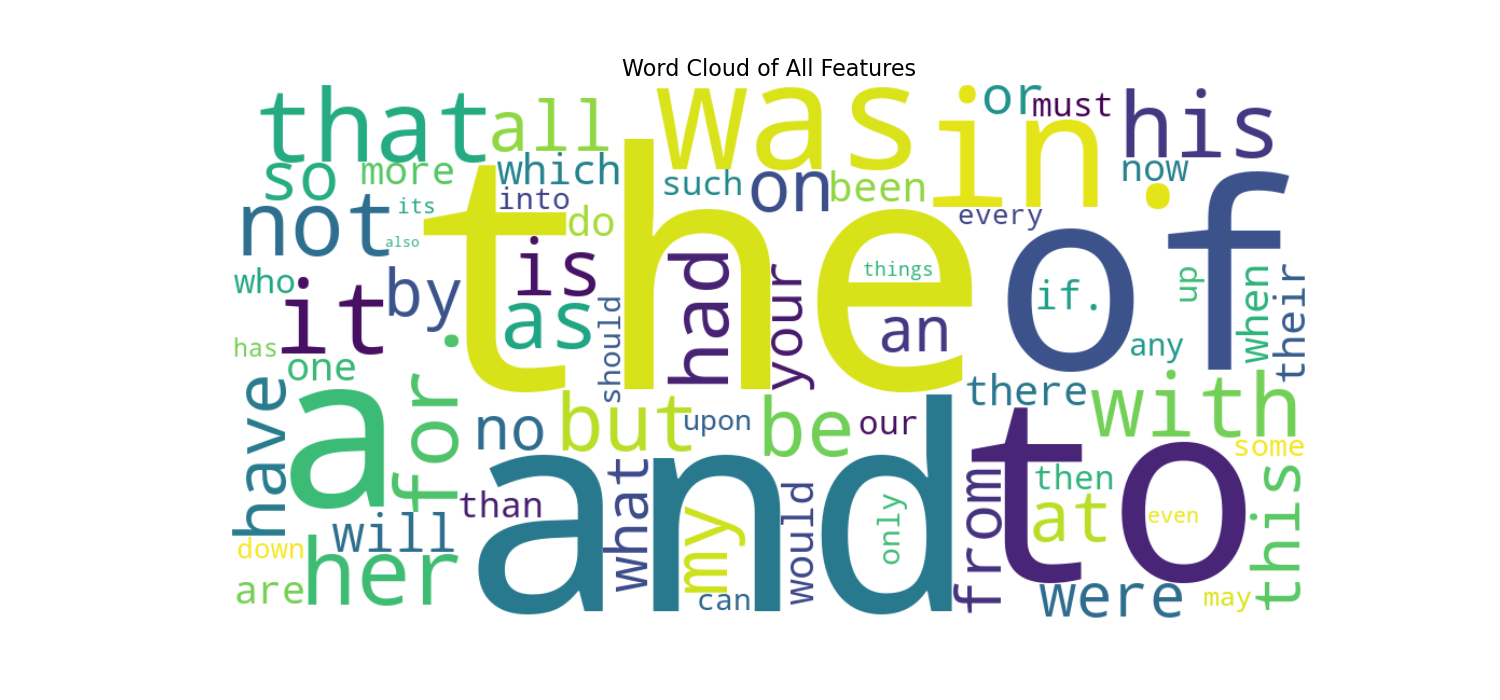 Word Cloud of All Features
that
all
was
in.
or
must
his
so
more
which
such
on
been
now
not
its
into
do
every
also
the
of
who
it
by
is
had
your
things
an
if.
up
when
their
as
should
has
one
any
a
for.
have
no
but
upon
be
our
there
with
some
and
to
than
what
my
would
only
from
then
at
even
this
will
down
her
are
can
were
may